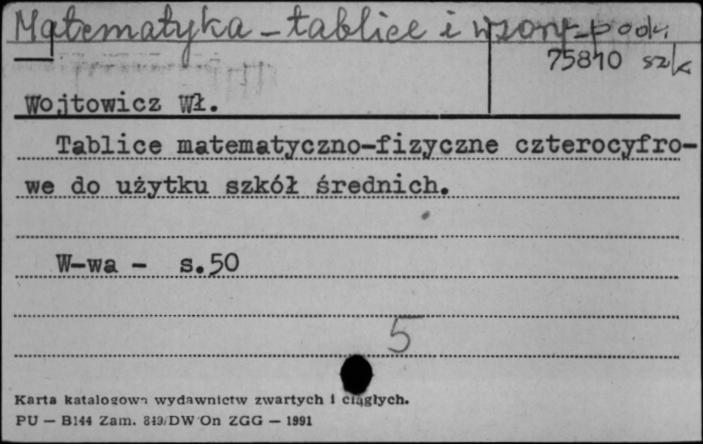 Matematyka – tablice i wzory – podr.
75810 szk
Wojtowicz Wł.
Tablice matematyczno-fizyczne czterocyfro-
we do użytku szkół średnich.
W-wa - s.50
5
Karta katalogowa wydawnictw zwartych i ciągłych.
PU — B144 Zam. 849/DW On ZGG — 1991